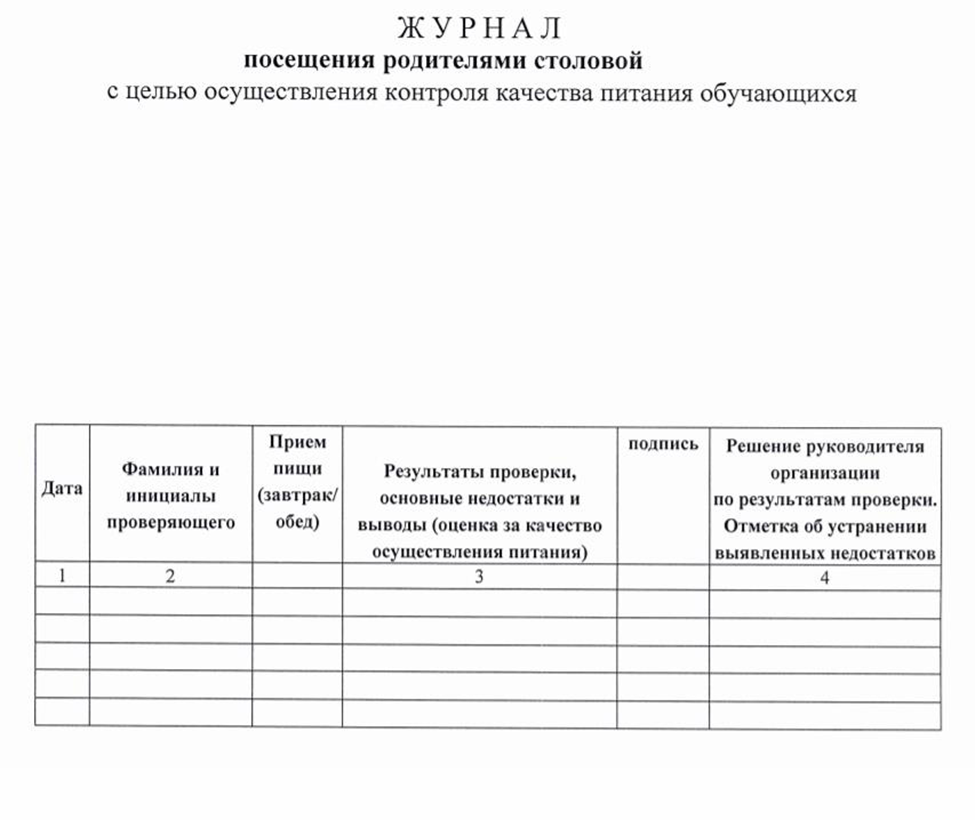 Ж У Р Н А Л
посещения родителями столовой
с целью осуществления контроля качества питания обучающихся
Дата
Фамилия и
инициалы
проверяющего
Прием
пищи
(завтрак/
обед)
Результаты проверки,
основные недостатки и
выводы (оценка за качество
осуществления питания)
подпись
Решение руководителя
организации
по результатам проверки.
Отметка об устранении
выявленных недостатков
1
2
3
4